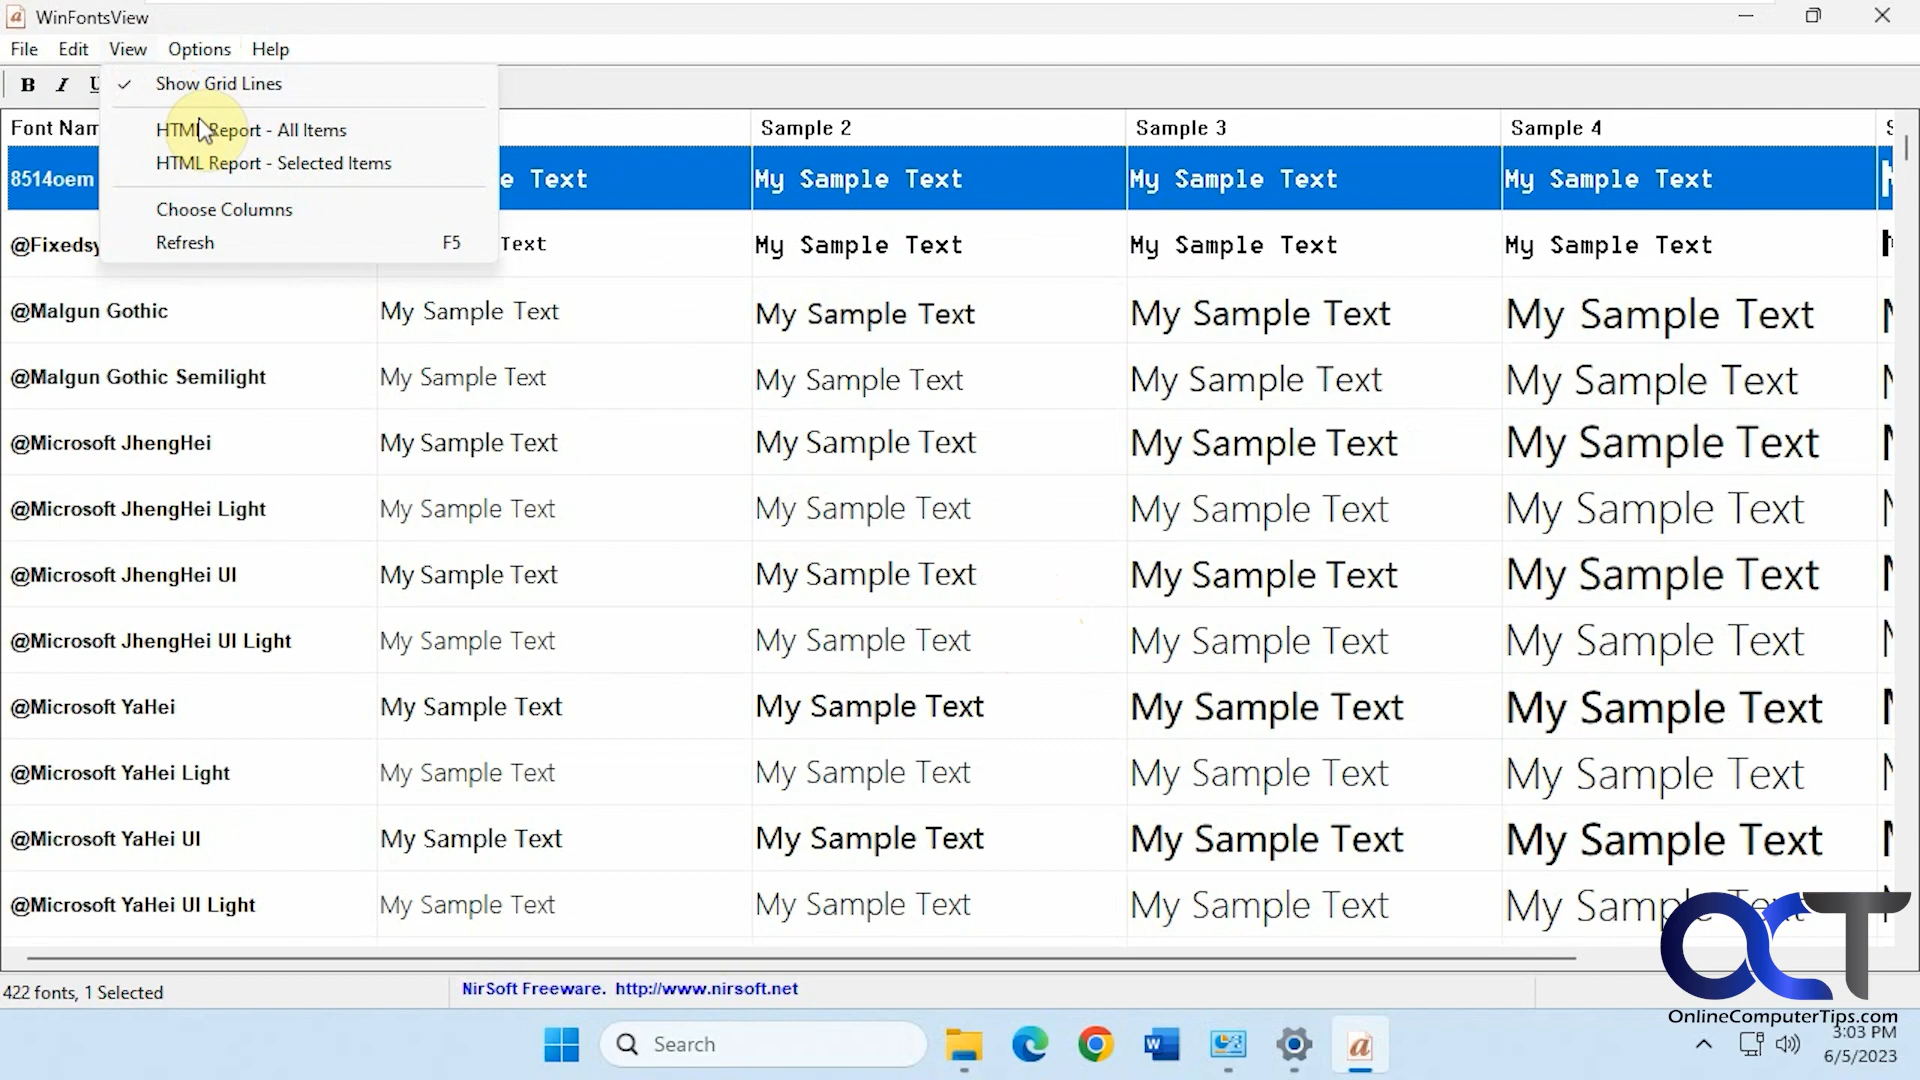 WinFontsView
File Edit View Options Help
B I U
Show Grid Lines
HTML Report - All Items
HTML Report - Selected Items
Choose Columns
Refresh F5
Font Nam Sample 2 Sample 3 Sample 4
8514oem e Text My Sample Text My Sample Text My Sample Text
@Fixedsy Text My Sample Text My Sample Text My Sample Text
@Malgun Gothic My Sample Text My Sample Text My Sample Text My Sample Text
@Malgun Gothic Semilight My Sample Text My Sample Text My Sample Text My Sample Text
@Microsoft JhengHei My Sample Text My Sample Text My Sample Text My Sample Text
@Microsoft JhengHei Light My Sample Text My Sample Text My Sample Text My Sample Text
@Microsoft JhengHei UI My Sample Text My Sample Text My Sample Text My Sample Text
@Microsoft JhengHei UI Light My Sample Text My Sample Text My Sample Text My Sample Text
@Microsoft YaHei My Sample Text My Sample Text My Sample Text My Sample Text
@Microsoft YaHei Light My Sample Text My Sample Text My Sample Text My Sample Text
@Microsoft YaHei UI My Sample Text My Sample Text My Sample Text My Sample Text
@Microsoft YaHei UI Light My Sample Text My Sample Text My Sample Text My Sample Text
422 fonts, 1 Selected NirSoft Freeware. http://www.nirsoft.net
OCT
OnlineComputerTips.com
Search
3:03 PM
6/5/2023